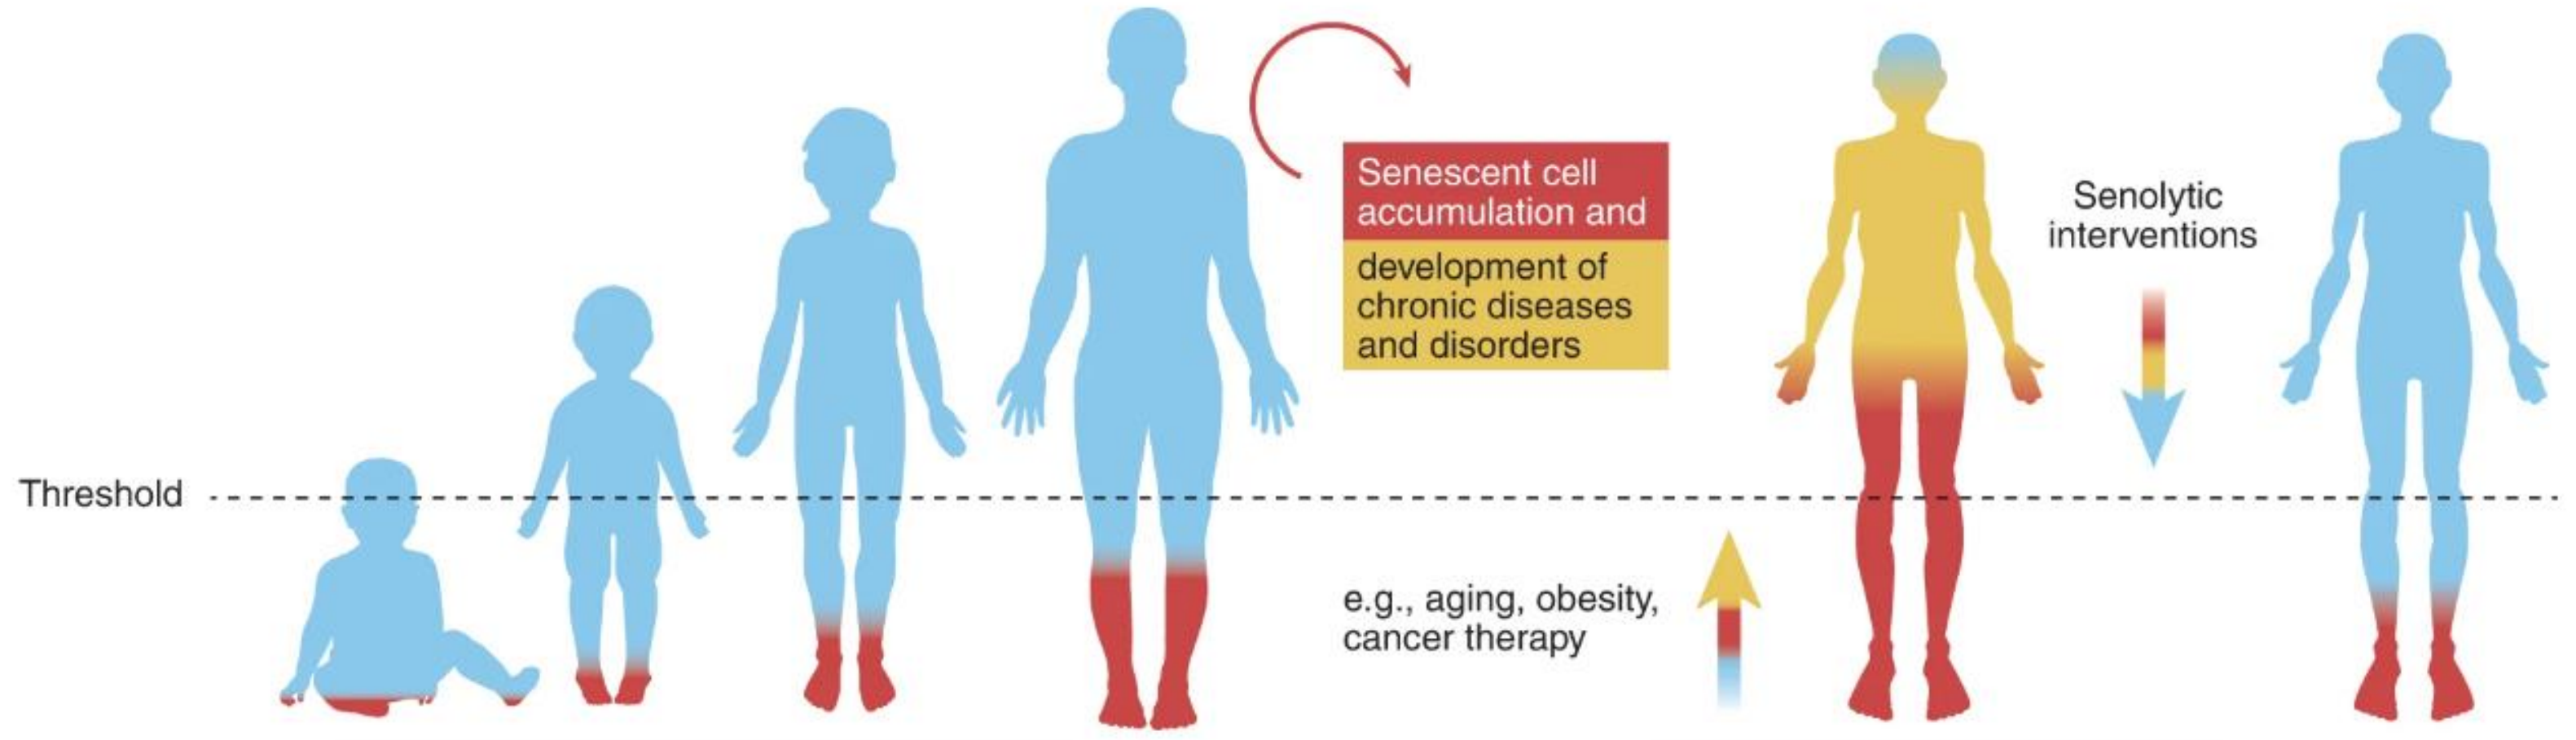 Threshold
Senescent cell
accumulation and
development of
chronic diseases
and disorders
e.g., aging, obesity,
cancer therapy
Senolytic
interventions